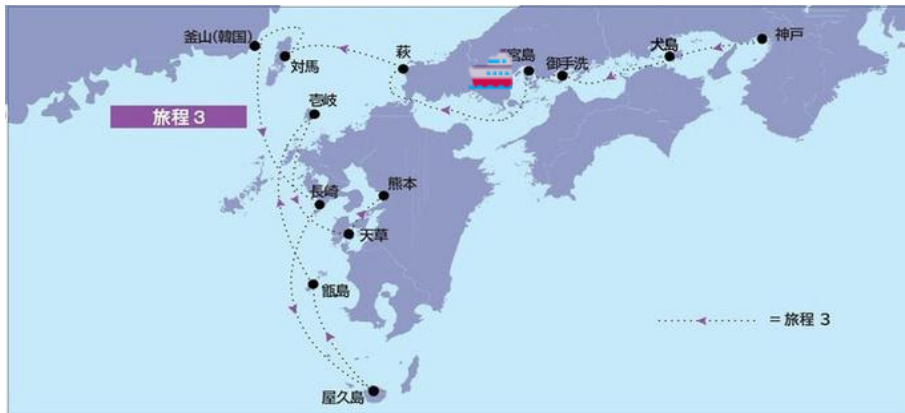 釜山(韓国)
対馬
萩
宮島
御手洗
犬島
神戸
旅程3
壱岐
長崎
熊本
天草
甑島
= 旅程 3
屋久島